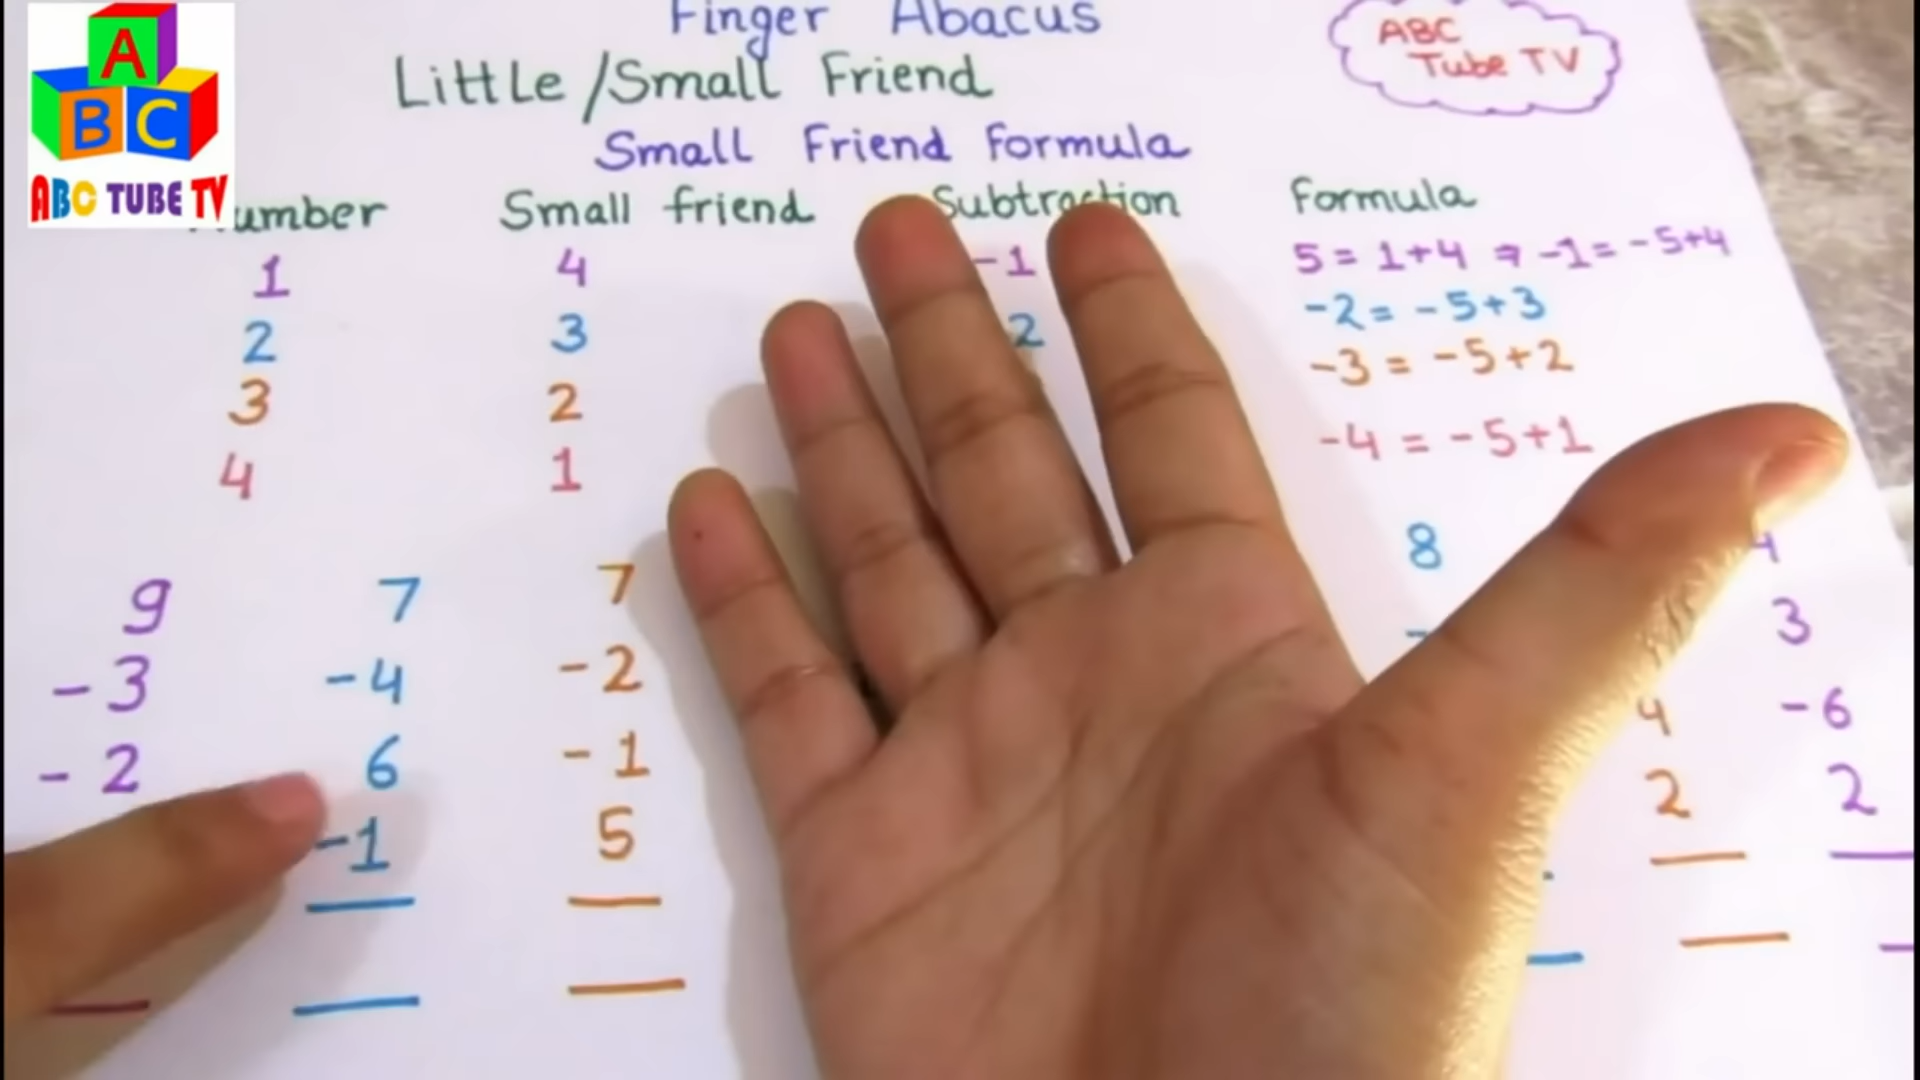 A
B C
ABC TUBE TV
Finger Abacus
ABC
Tube TV
Little/Small Friend
Small Friend Formula
Number Small friend Subtraction Formula
1 4 -1 5 = 1+4 ⇒ -1 = -5+4
2 3 2 -2 = -5+3
3 2 -3 = -5+2
4 1 -4 = -5+1
9 7 7 8 4
-3 -4 -2 - 3
-2 6 -1 4 -6
-1 5 2 2